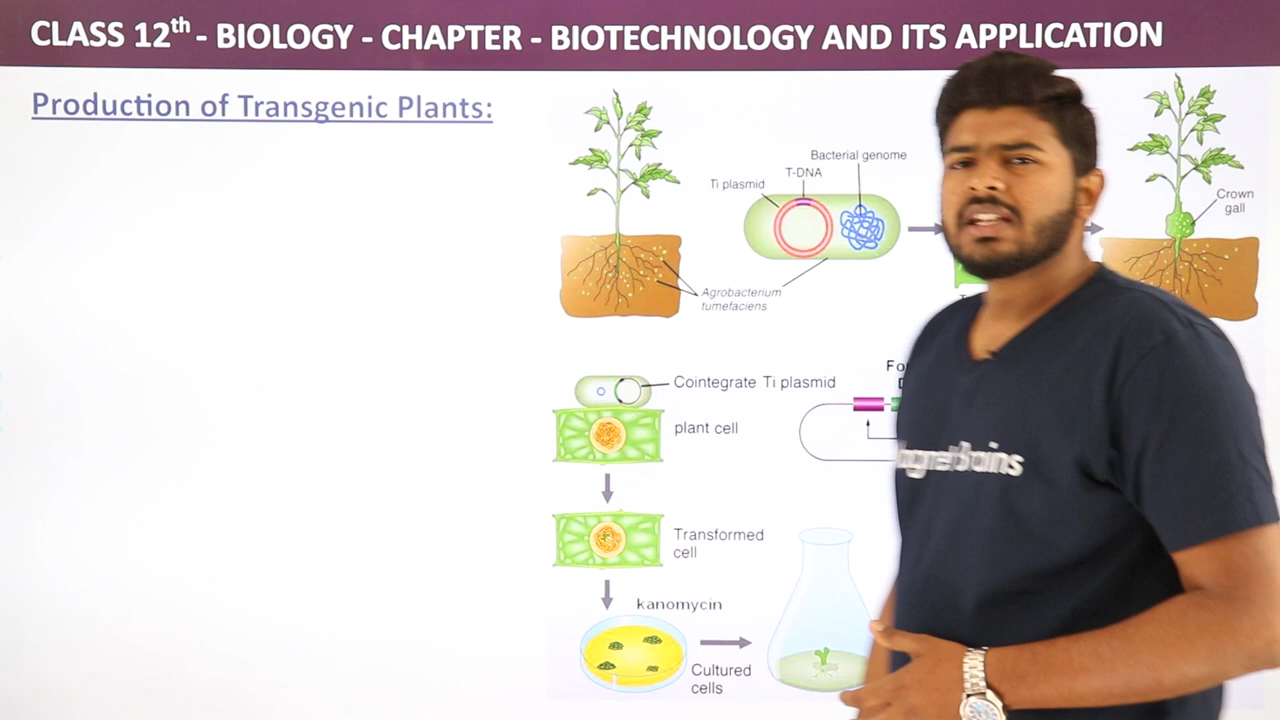 CLASS 12th - BIOLOGY - CHAPTER - BIOTECHNOLOGY AND ITS APPLICATION
Production of Transgenic Plants:
Bacterial genome
T-DNA
Ti plasmid
Crown
gall
Agrobacterium
tumefaciens
Cointegrate Ti plasmid
plant cell
Transformed
cell
kanomycin
Cultured
cells